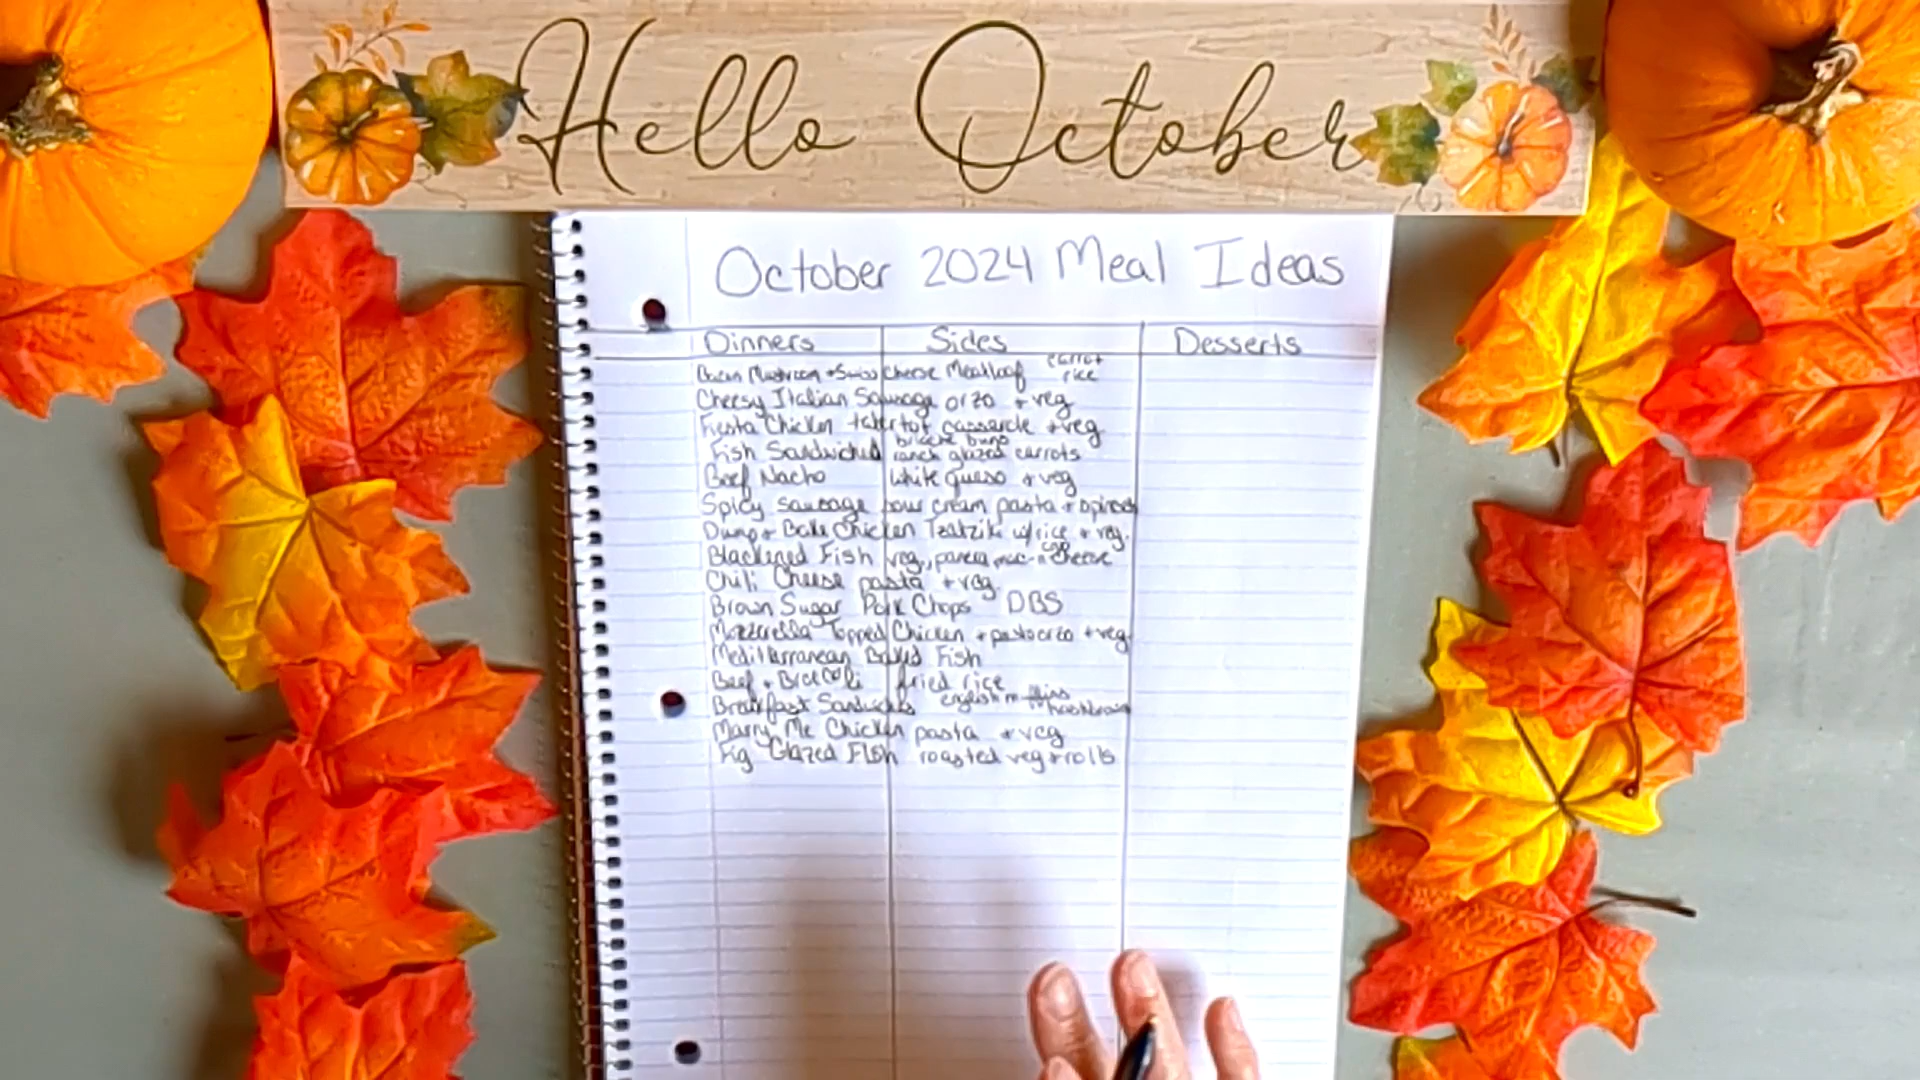 Hello October
October 2024 Meal Ideas
Dinners Sides Desserts
Bacon Mushroom + Swiss Cheese Meatloaf carrot rice
Cheesy Italian Sausage orzo + veg
Fiesta Chicken tatertot casserole + veg
Fish Sandwiches brioche buns ranch glazed carrots
Beef Nacho white queso + veg
Spicy sausage sour cream pasta + spinach
Dump + Bake Chicken Tzatziki w/rice + veg.
Blackened Fish veg, panera mac-n-cheese
Chili Cheese pasta + veg
Brown Sugar Pork Chops DBS
Mozzerella Topped Chicken + pesto orzo + veg
Mediterranean Baked Fish
Beef + Broccoli fried rice
Breakfast Sandwiches english muffins hashbrown
Marry Me Chicken pasta + veg
Fig Glazed Fish roasted veg + rolls